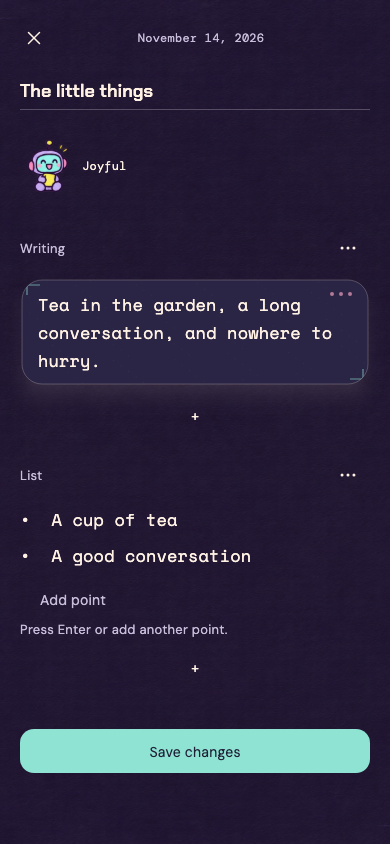 November 14, 2026
The little things
Joyful
Writing
Tea in the garden, a long
conversation, and nowhere to
hurry.
+
List
• A cup of tea
• A good conversation
Add point
Press Enter or add another point.
+
Save changes